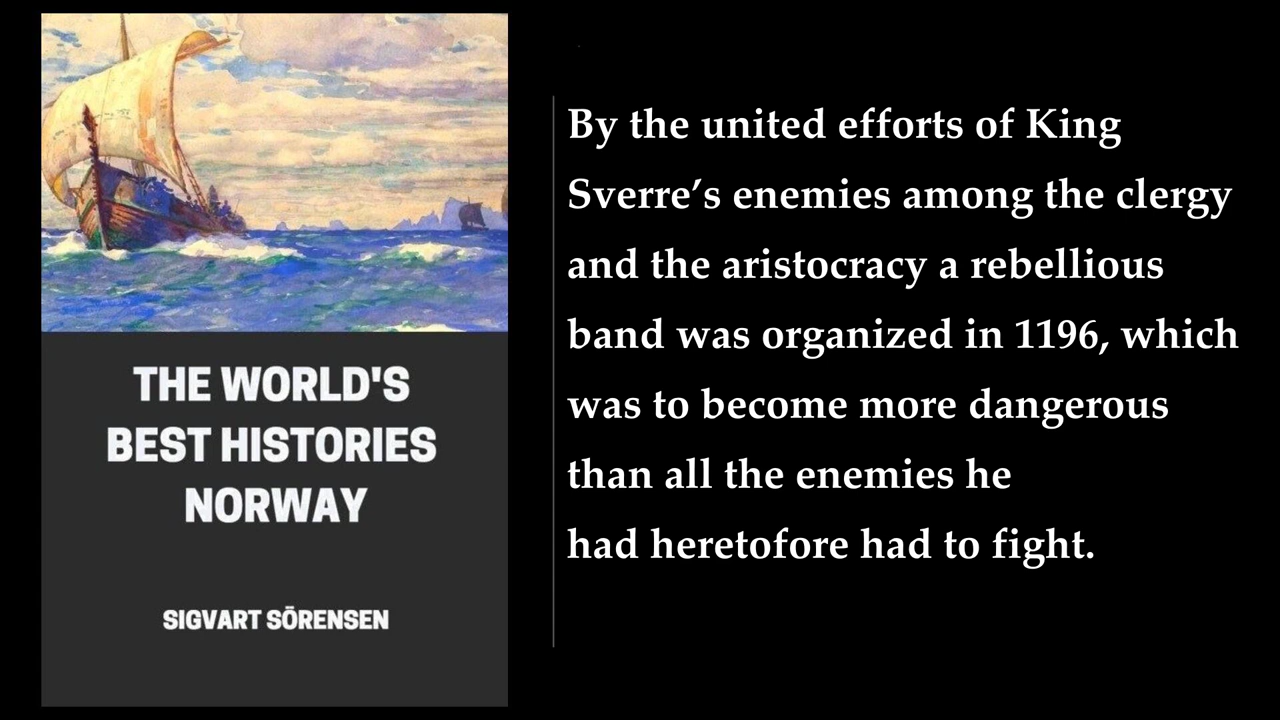 THE WORLD'S
BEST HISTORIES
NORWAY
SIGVART SÖRENSEN
By the united efforts of King
Sverre’s enemies among the clergy
and the aristocracy a rebellious
band was organized in 1196, which
was to become more dangerous
than all the enemies he
had heretofore had to fight.